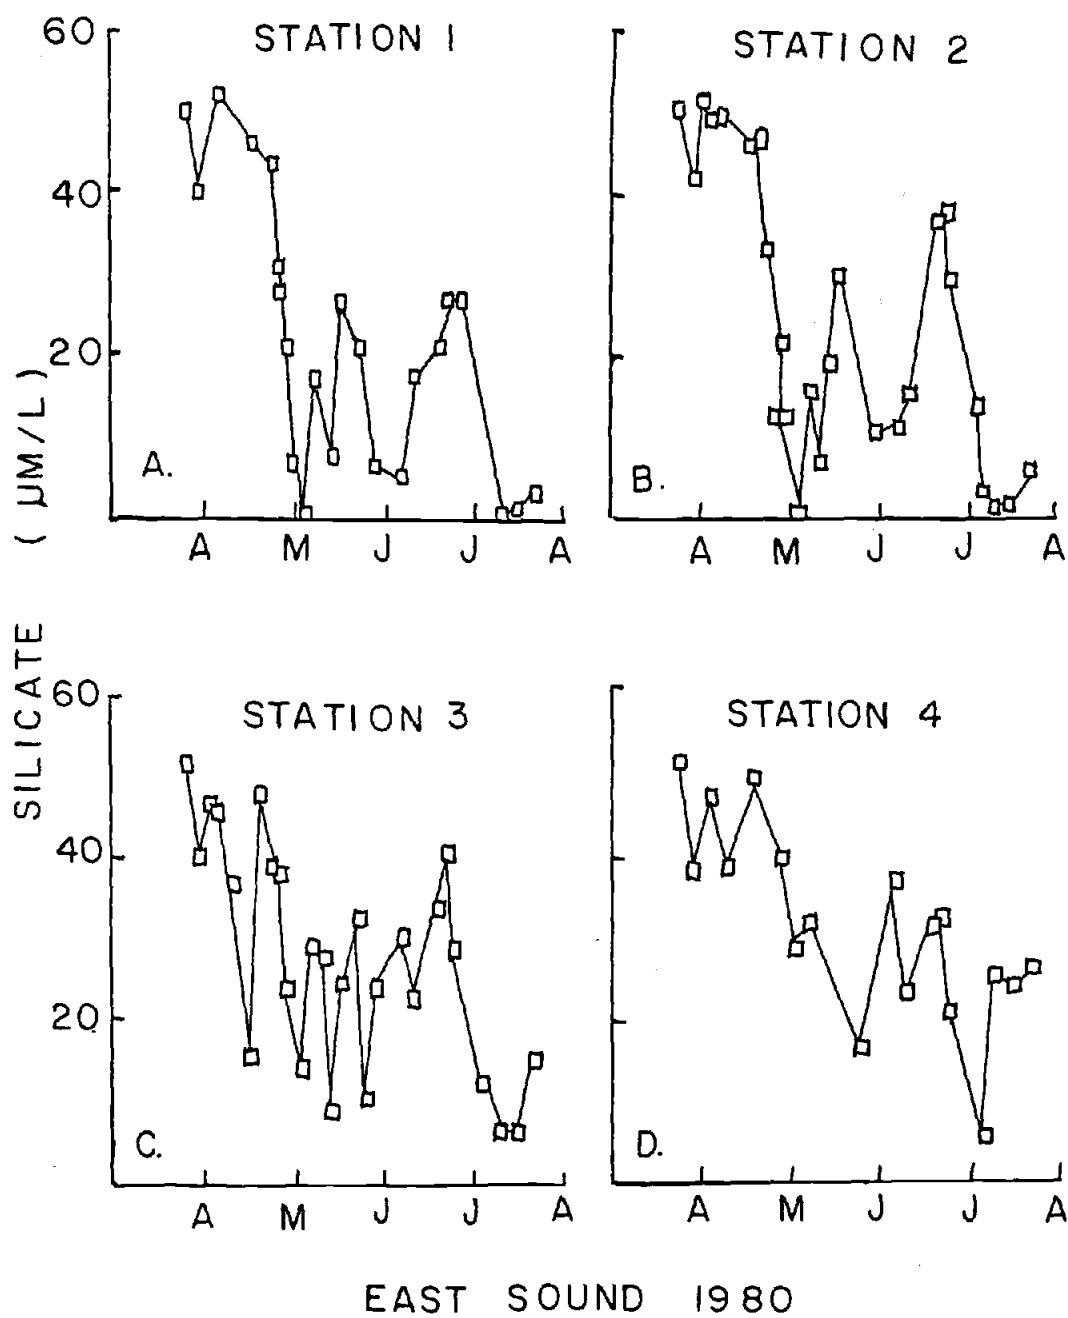 STATION 1
60
40
20
A.
A M J J A
STATION 2
B.
A M J J A
SILICATE (µM/L)
STATION 3
60
40
20
C.
A M J J A
STATION 4
D.
A M J J A
EAST SOUND 1980